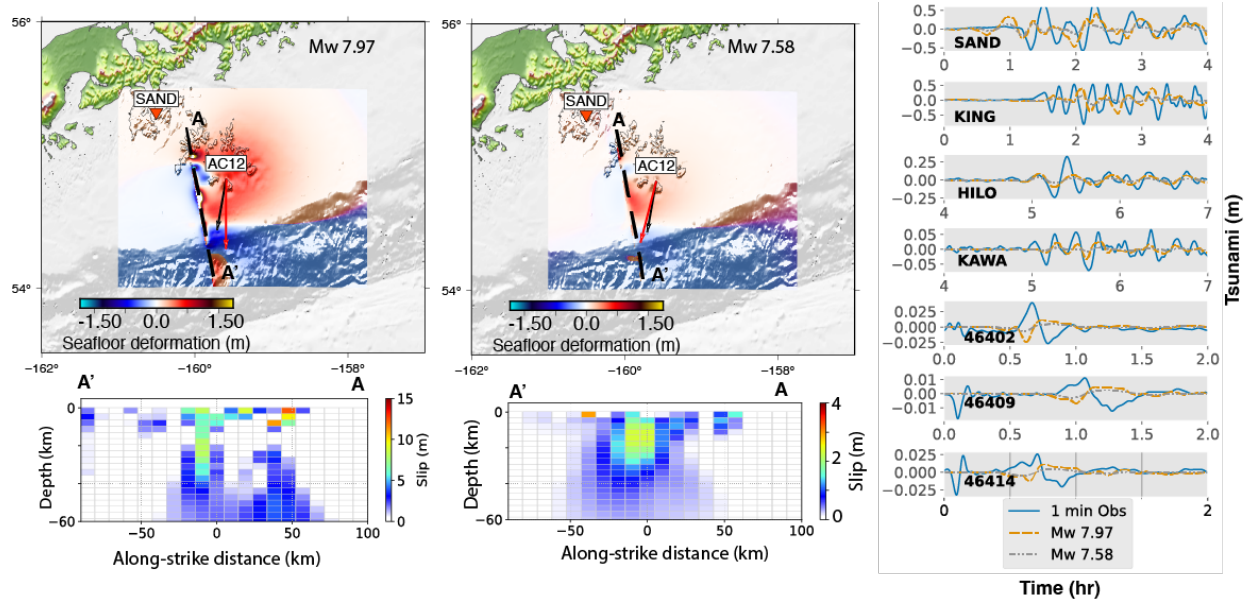 56°
Mw 7.97
SAND
A
AC12
A'
54°
-1.50 0.0 1.50
Seafloor deformation (m)
−162 −160 −158
56°
Mw 7.58
SAND
A
AC12
A'
54°
-1.50 0.0 1.50
Seafloor deformation (m)
−162 −160 −158
A' A
0
−60
Depth (km)
−50 0 50 100
Along-strike distance (km)
15
10
5
0
Slip (m)
A' A
0
−60
Depth (km)
−50 0 50 100
Along-strike distance (km)
4
3
2
1
0
Slip (m)
0.5
0.0
−0.5
SAND
0 1 2 3 4
0.5
0.0
−0.5
KING
0 1 2 3 4
0.25
0.00
−0.25
HILO
4 5 6 7
0.05
0.00
−0.05
KAWA
4 5 6 7
0.025
0.000
−0.025
46402
0.0 0.5 1.0 1.5 2.0
0.01
0.00
−0.01
46409
0.0 0.5 1.0 1.5 2.0
0.025
0.000
−0.025
46414
0 0 2
1 min Obs
Mw 7.97
Mw 7.58
Time (hr)
Tsunami (m)